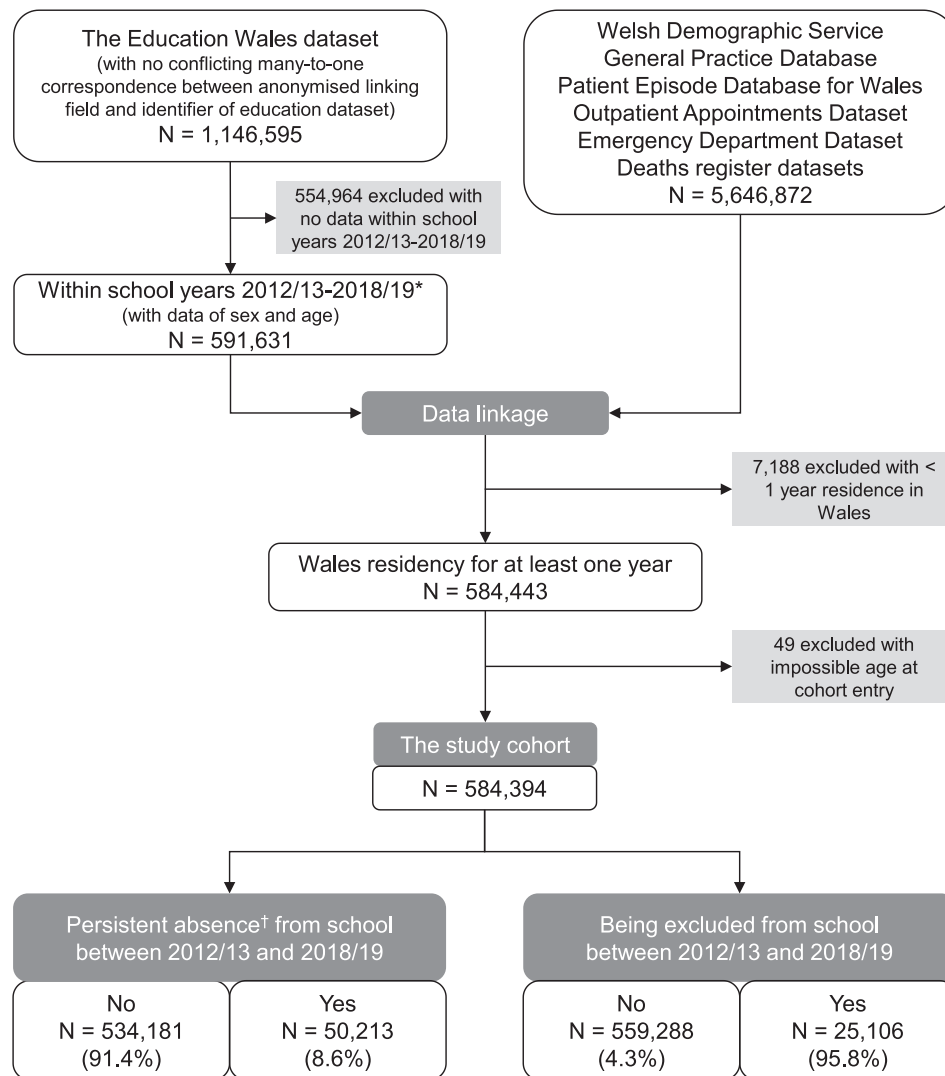 The Education Wales dataset
(with no conflicting many-to-one
correspondence between anonymised linking
field and identifier of education dataset)
N = 1,146,595
Welsh Demographic Service
General Practice Database
Patient Episode Database for Wales
Outpatient Appointments Dataset
Emergency Department Dataset
Deaths register datasets
N = 5,646,872
554,964 excluded with
no data within school
years 2012/13-2018/19
Within school years 2012/13-2018/19*
(with data of sex and age)
N = 591,631
Data linkage
7,188 excluded with <
1 year residence in
Wales
Wales residency for at least one year
N = 584,443
49 excluded with
impossible age at
cohort entry
The study cohort
N = 584,394
Persistent absence† from school
between 2012/13 and 2018/19
No
N = 534,181
(91.4%)
Yes
N = 50,213
(8.6%)
Being excluded from school
between 2012/13 and 2018/19
No
N = 559,288
(4.3%)
Yes
N = 25,106
(95.8%)